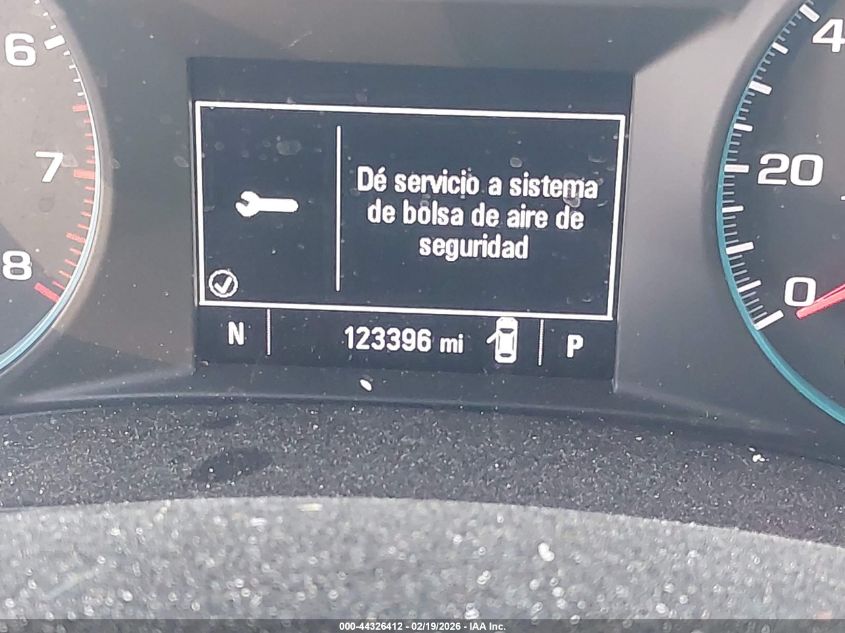 6
7
8
4
20
0
Dé servicio a sistema
de bolsa de aire de
seguridad
N 123396 mi P
000-44326412 - 02/19/2026 - IAA Inc.